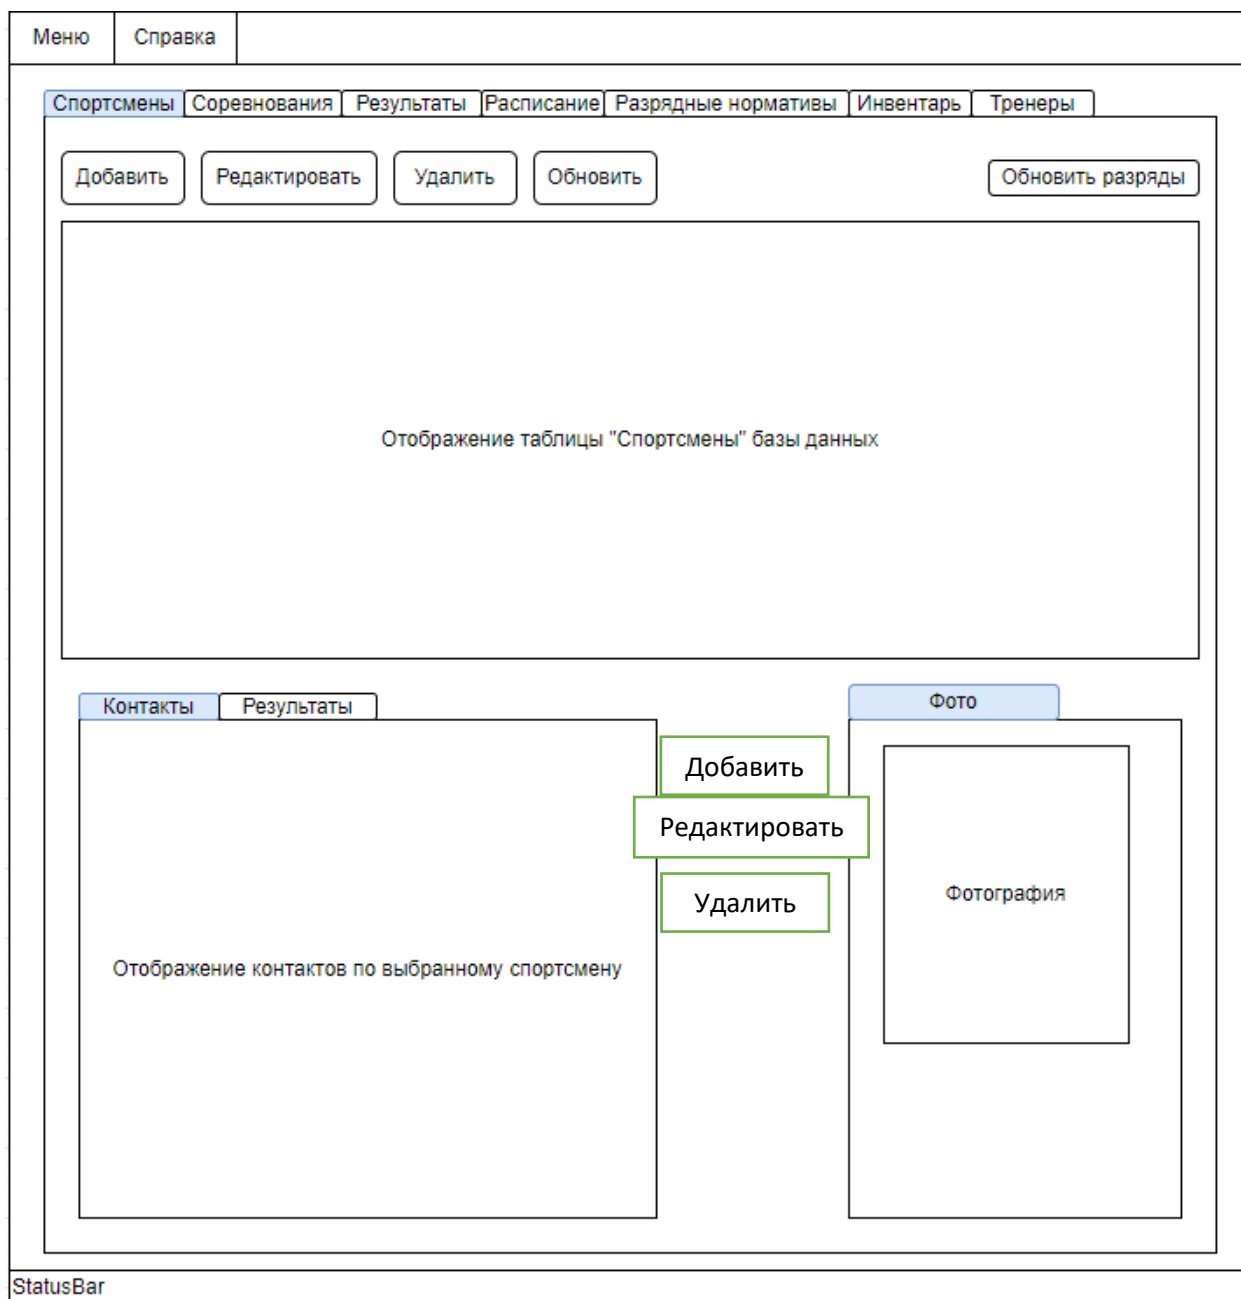 Меню Справка
Спортсмены Соревнования Результаты Расписание Разрядные нормативы Инвентарь Тренеры
Добавить Редактировать Удалить Обновить Обновить разряды
Отображение таблицы "Спортсмены" базы данных
Контакты Результаты Фото
Добавить
Редактировать
Удалить
Фотография
Отображение контактов по выбранному спортсмену
StatusBar